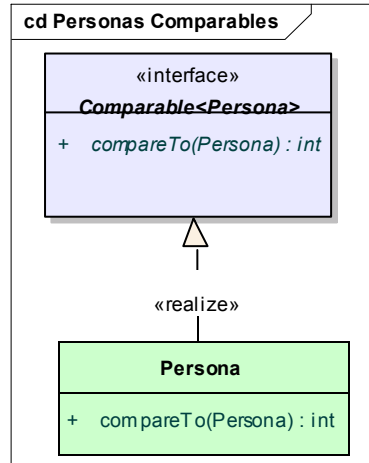 cd Personas Comparables
«interface»
Comparable<Persona>
+ compareTo(Persona) : int
«realize»
Persona
+ compareTo(Persona) : int